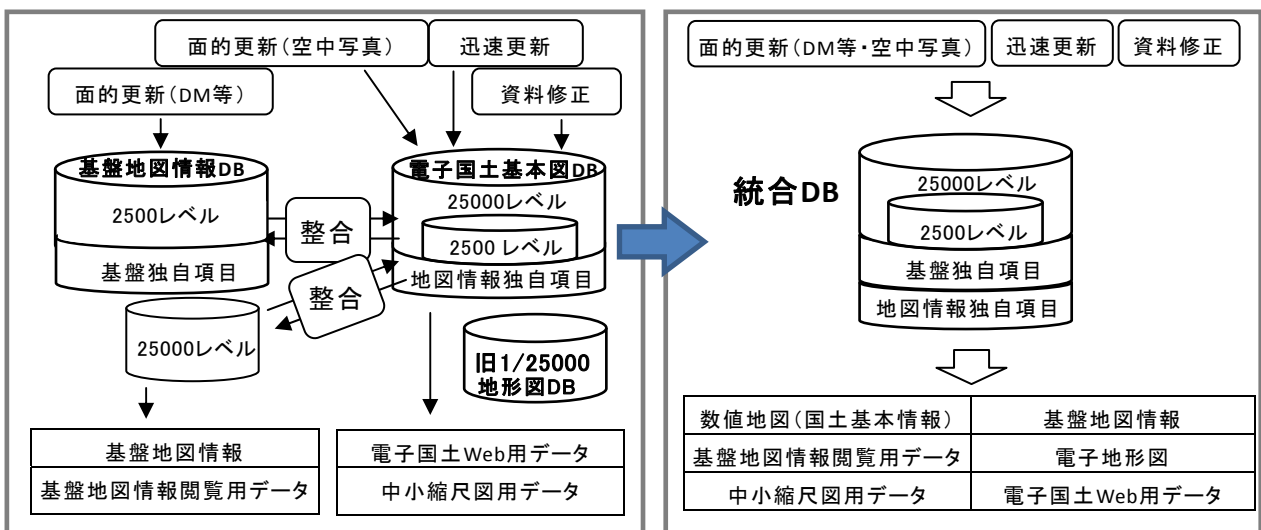 面的更新(空中写真)
迅速更新
面的更新(DM等)
資料修正
基盤地図情報DB
2500レベル
基盤独自項目
25000レベル
整合
整合
電子国土基本図DB
25000レベル
2500 レベル
地図情報独自項目
旧1/25000
地形図DB
基盤地図情報
基盤地図情報閲覧用データ
電子国土Web用データ
中小縮尺図用データ
面的更新(DM等・空中写真)
迅速更新
資料修正
統合DB
25000レベル
2500レベル
基盤独自項目
地図情報独自項目
数値地図(国土基本情報)
基盤地図情報
基盤地図情報閲覧用データ
電子地形図
中小縮尺図用データ
電子国土Web用データ